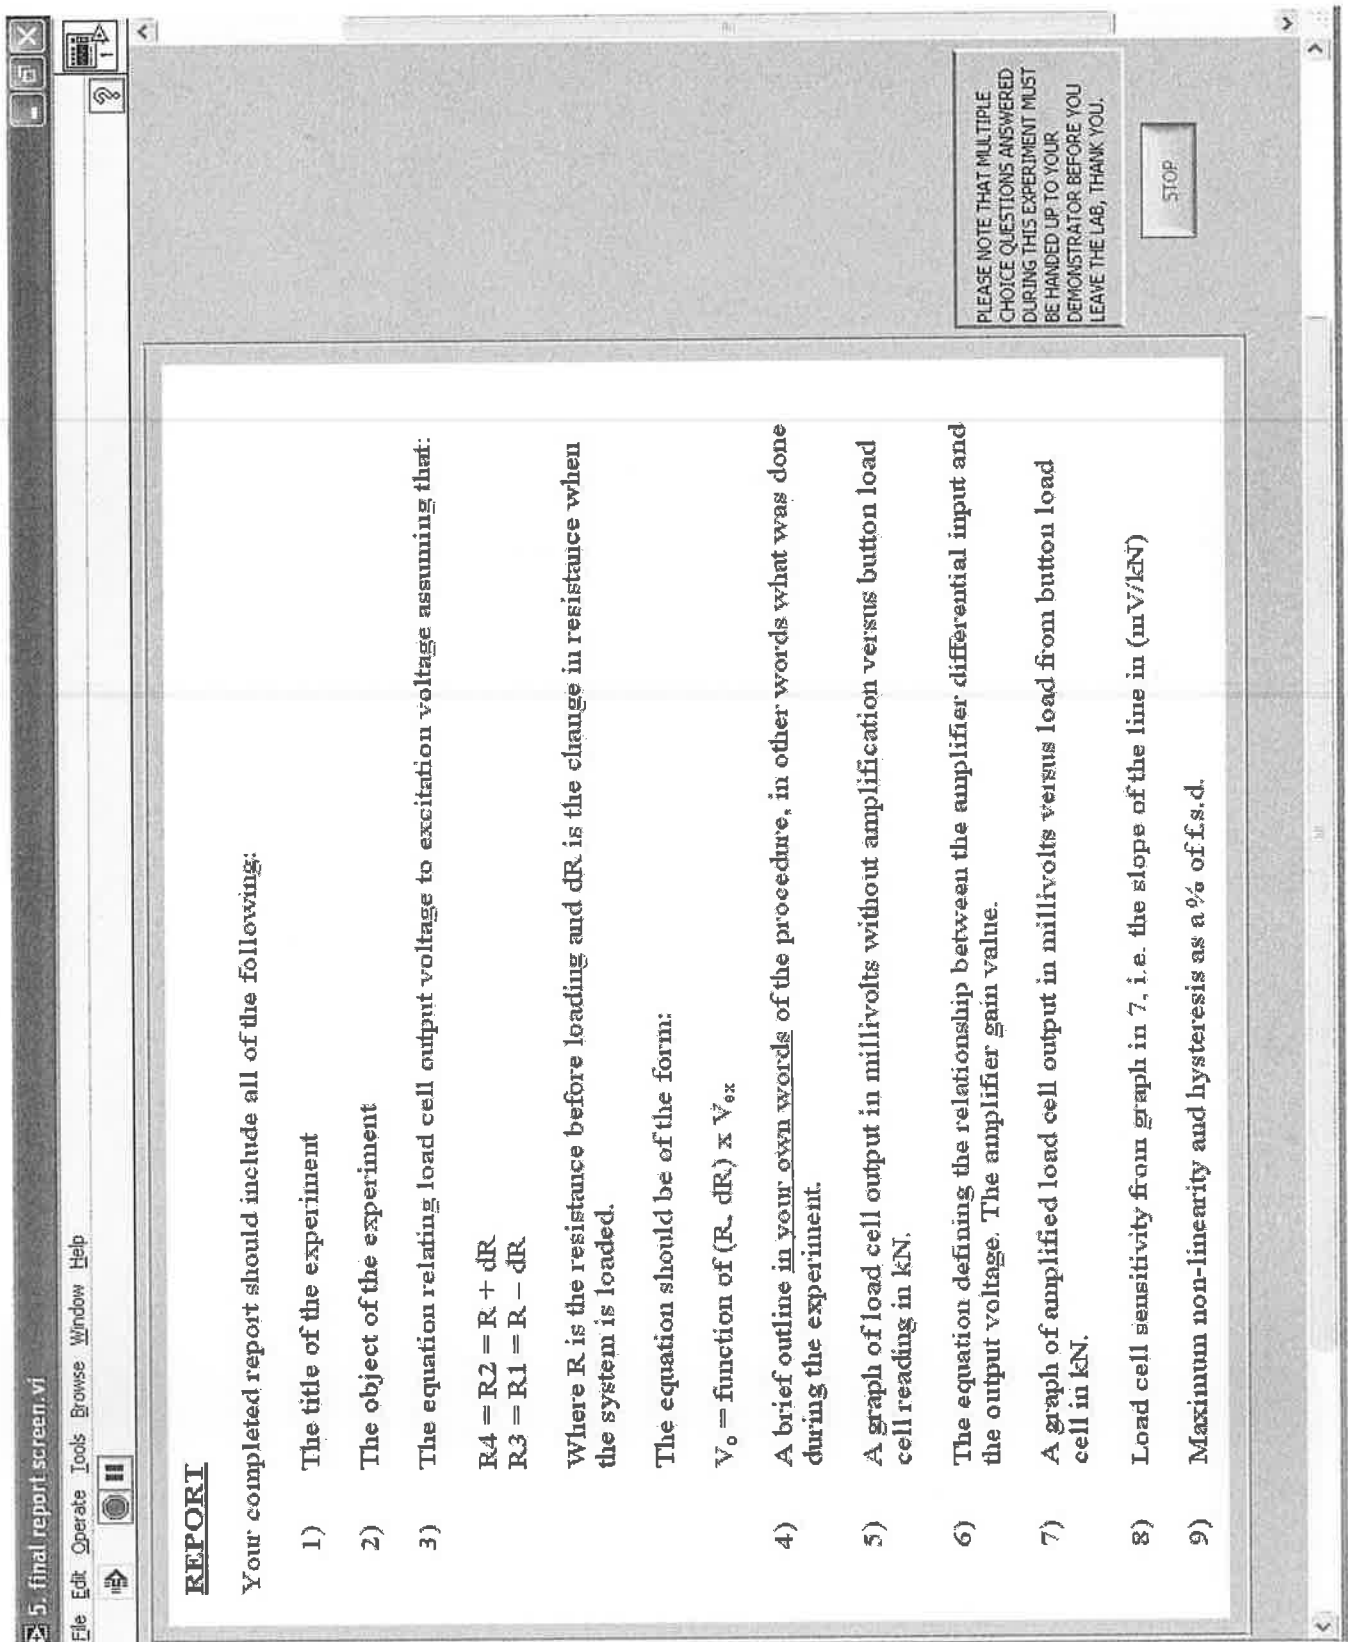 5. final report screen.vi
File Edit Operate Tools Browse Window Help
?
1
REPORT
Your completed report should include all of the following:
1) The title of the experiment
2) The object of the experiment
3) The equation relating load cell output voltage to excitation voltage assuming that:
R4 = R2 = R + dR
R3 = R1 = R – dR
Where R is the resistance before loading and dR is the change in resistance when
the system is loaded.
The equation should be of the form:
Vₒ = function of (R, dR) x Vₑₓ
4) A brief outline in your own words of the procedure, in other words what was done
during the experiment.
5) A graph of load cell output in millivolts without amplification versus button load
cell reading in kN.
6) The equation defining the relationship between the amplifier differential input and
the output voltage. The amplifier gain value.
7) A graph of amplified load cell output in millivolts versus load from button load
cell in kN.
8) Load cell sensitivity from graph in 7, i.e. the slope of the line in (mV/kN)
9) Maximum non-linearity and hysteresis as a % of f.s.d.
PLEASE NOTE THAT MULTIPLE
CHOICE QUESTIONS ANSWERED
DURING THIS EXPERIMENT MUST
BE HANDED UP TO YOUR
DEMONSTRATOR BEFORE YOU
LEAVE THE LAB, THANK YOU.
STOP